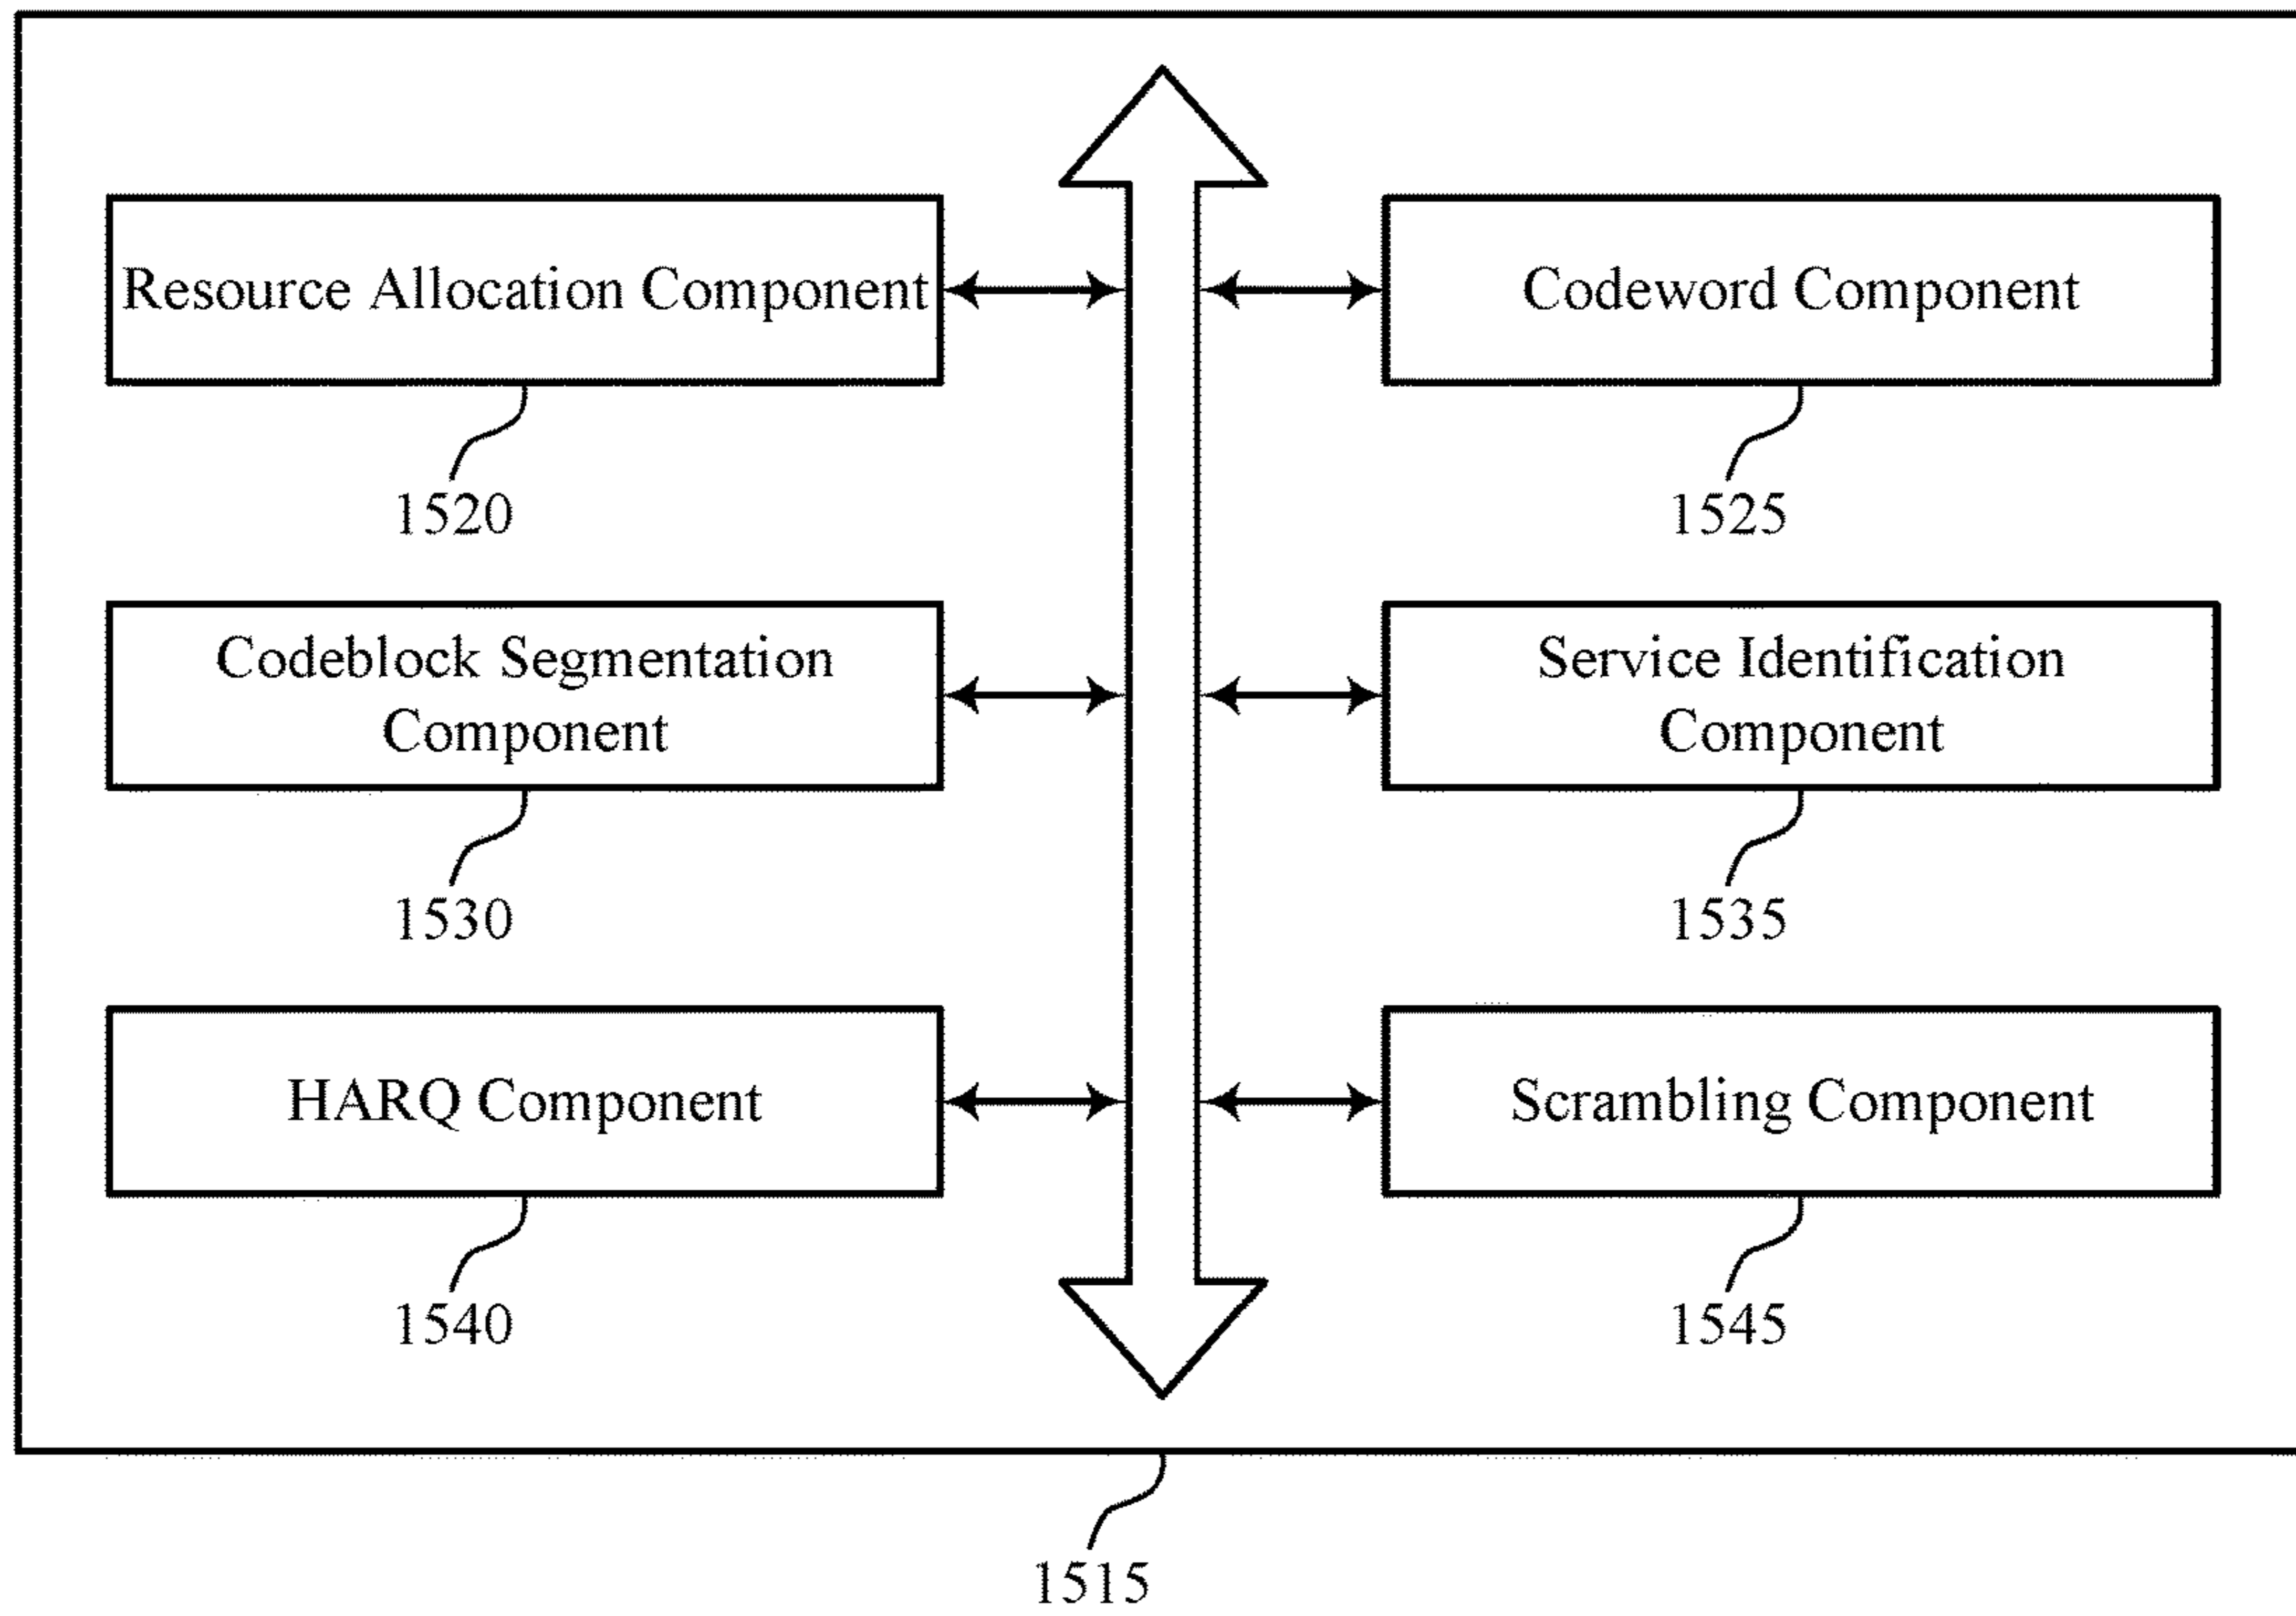 Resource Allocation Component
Codeword Component
1520
1525
Codeblock Segmentation
Component
Service Identification
Component
1530
1535
HARQ Component
Scrambling Component
1540
1545
1515